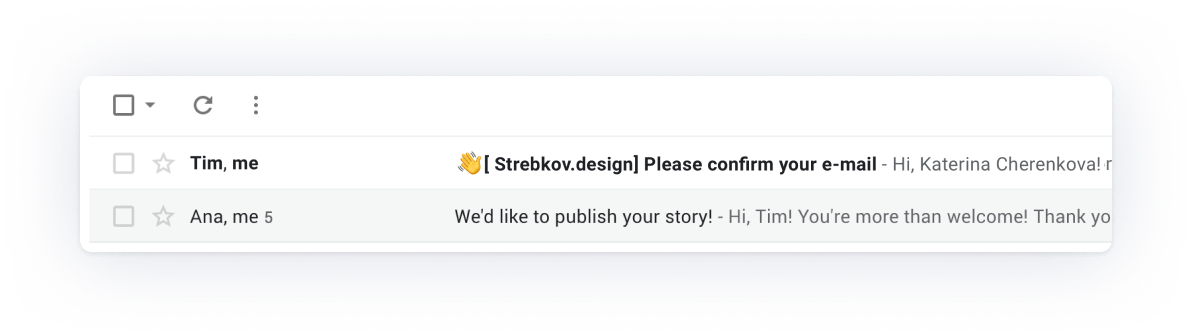 Tim, me 👋[ Strebkov.design] Please confirm your e-mail - Hi, Katerina Cherenkova!
Ana, me 5 We'd like to publish your story! - Hi, Tim! You're more than welcome! Thank yo